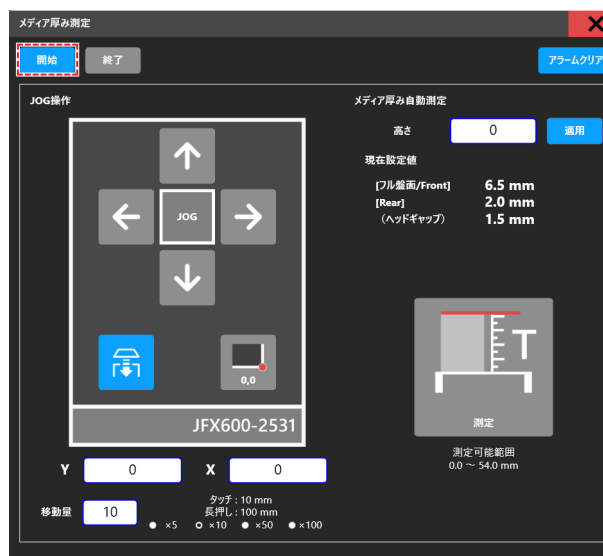 メディア厚み測定
開始
終了
アラームクリア
JOG操作
JOG
0,0
JFX600-2531
Y 0 X 0
移動量 10
タッチ : 10 mm
長押し : 100 mm
×5 ×10 ×50 ×100
メディア厚み自動測定
高さ 0 適用
現在設定値
[フル盤面/Front] 6.5 mm
[Rear] 2.0 mm
(ヘッドギャップ) 1.5 mm
T
測定
測定可能範囲
0.0 ～ 54.0 mm